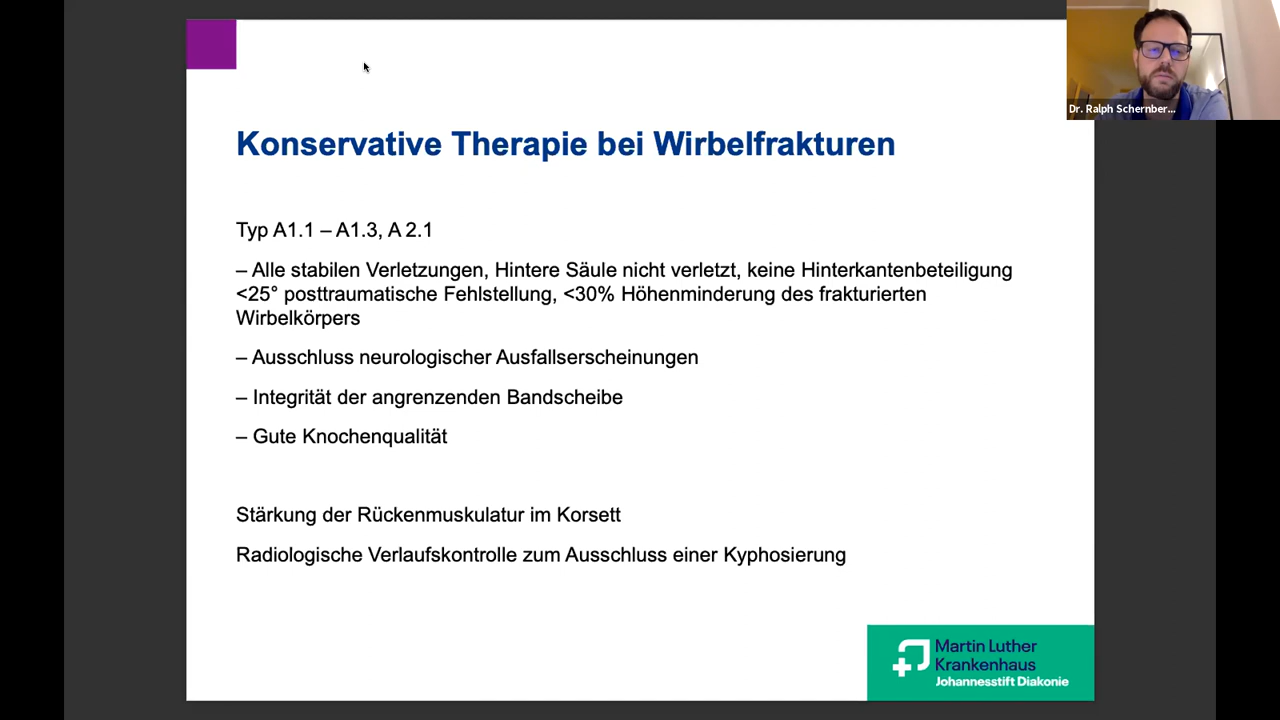 Dr. Ralph Schernber...
Konservative Therapie bei Wirbelfrakturen
Typ A1.1 – A1.3, A 2.1
– Alle stabilen Verletzungen, Hintere Säule nicht verletzt, keine Hinterkantenbeteiligung
<25° posttraumatische Fehlstellung, <30% Höhenminderung des frakturierten
Wirbelkörpers
– Ausschluss neurologischer Ausfallserscheinungen
– Integrität der angrenzenden Bandscheibe
– Gute Knochenqualität
Stärkung der Rückenmuskulatur im Korsett
Radiologische Verlaufskontrolle zum Ausschluss einer Kyphosierung
Martin Luther
Krankenhaus
Johannesstift Diakonie